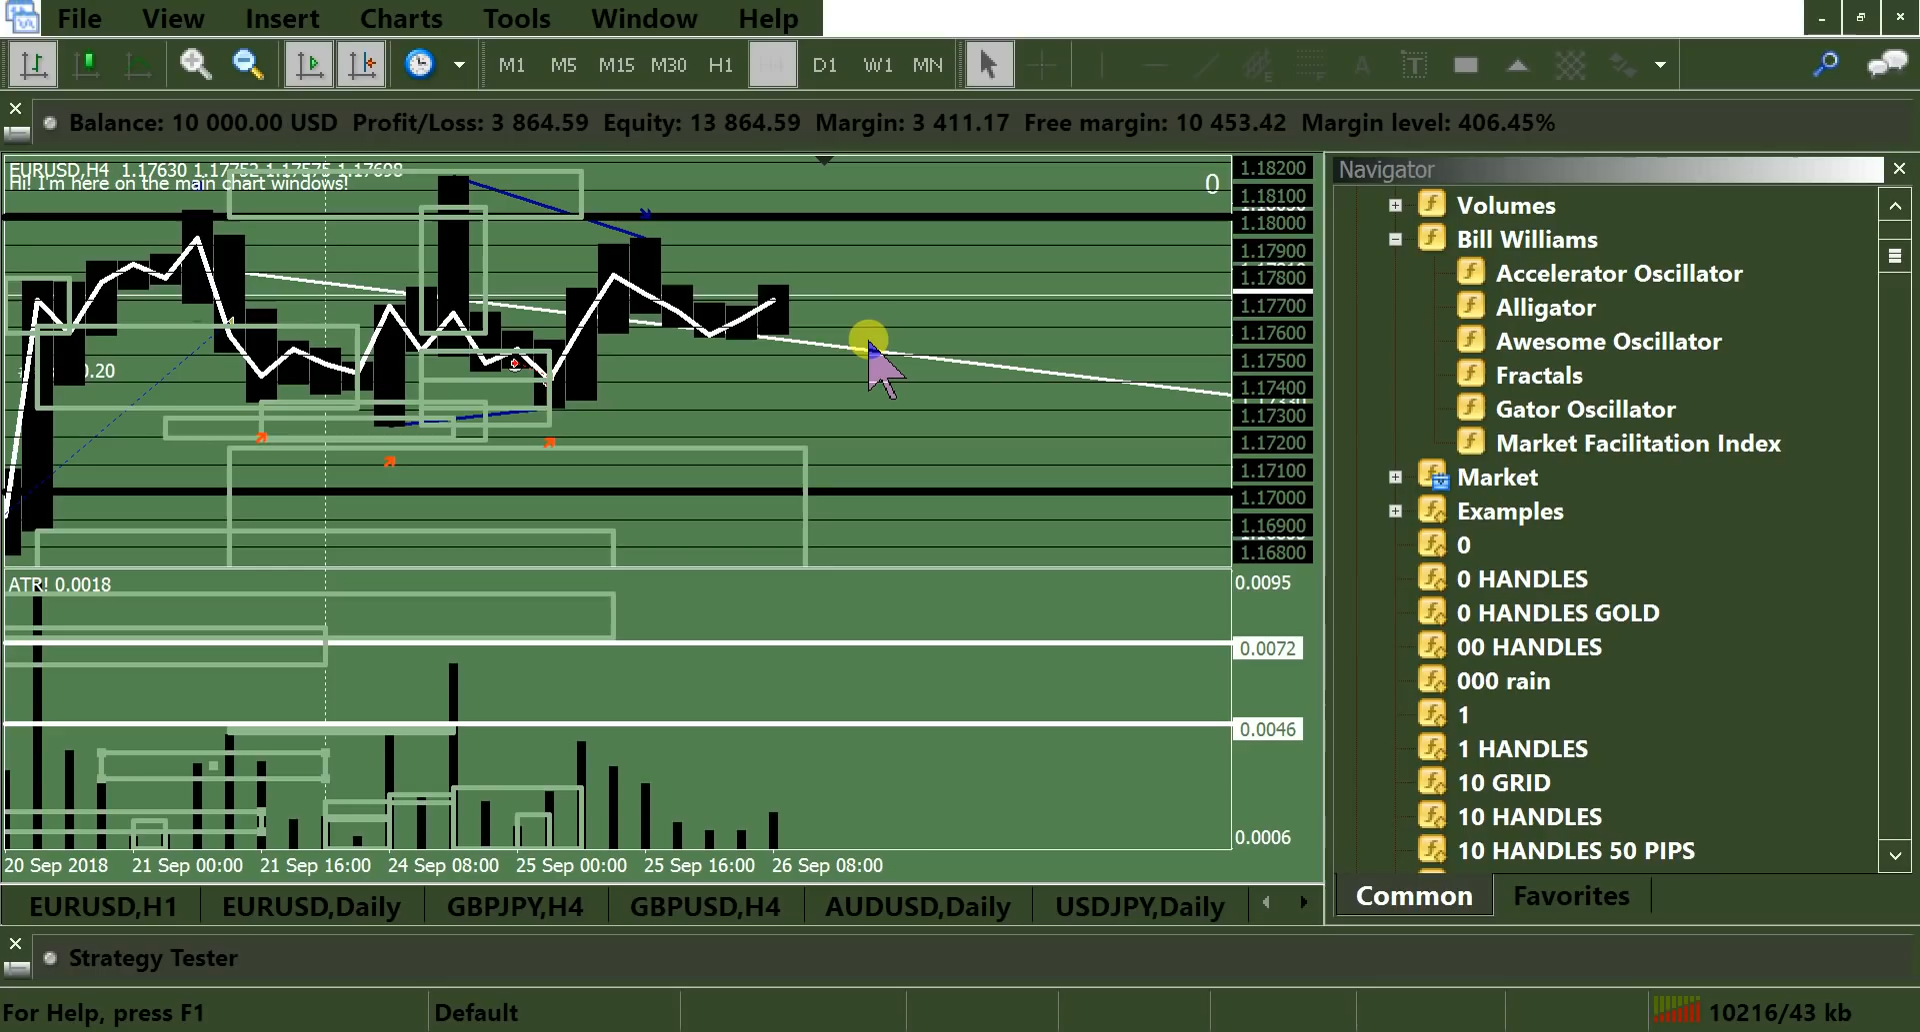 File View Insert Charts Tools Window Help
M1 M5 M15 M30 H1 D1 W1 MN
Balance: 10 000.00 USD Profit/Loss: 3 864.59 Equity: 13 864.59 Margin: 3 411.17 Free margin: 10 453.42 Margin level: 406.45%
EURUSD,H4 1.17630 1.17752 1.17575 1.17698
Hi! I'm here on the main chart windows!
0
1.18200
1.18100
1.18000
1.17900
1.17800
1.17700
1.17600
1.17500
1.17400
1.17300
1.17200
1.17100
1.17000
1.16900
1.16800
0.20
ATR! 0.0018
0.0095
0.0072
0.0046
0.0006
20 Sep 2018 21 Sep 00:00 21 Sep 16:00 24 Sep 08:00 25 Sep 00:00 25 Sep 16:00 26 Sep 08:00
EURUSD,H1 EURUSD,Daily GBPJPY,H4 GBPUSD,H4 AUDUSD,Daily USDJPY,Daily
Navigator
Volumes
Bill Williams
Accelerator Oscillator
Alligator
Awesome Oscillator
Fractals
Gator Oscillator
Market Facilitation Index
Market
Examples
0
0 HANDLES
0 HANDLES GOLD
00 HANDLES
000 rain
1
1 HANDLES
10 GRID
10 HANDLES
10 HANDLES 50 PIPS
Common Favorites
Strategy Tester
For Help, press F1 Default 10216/43 kb